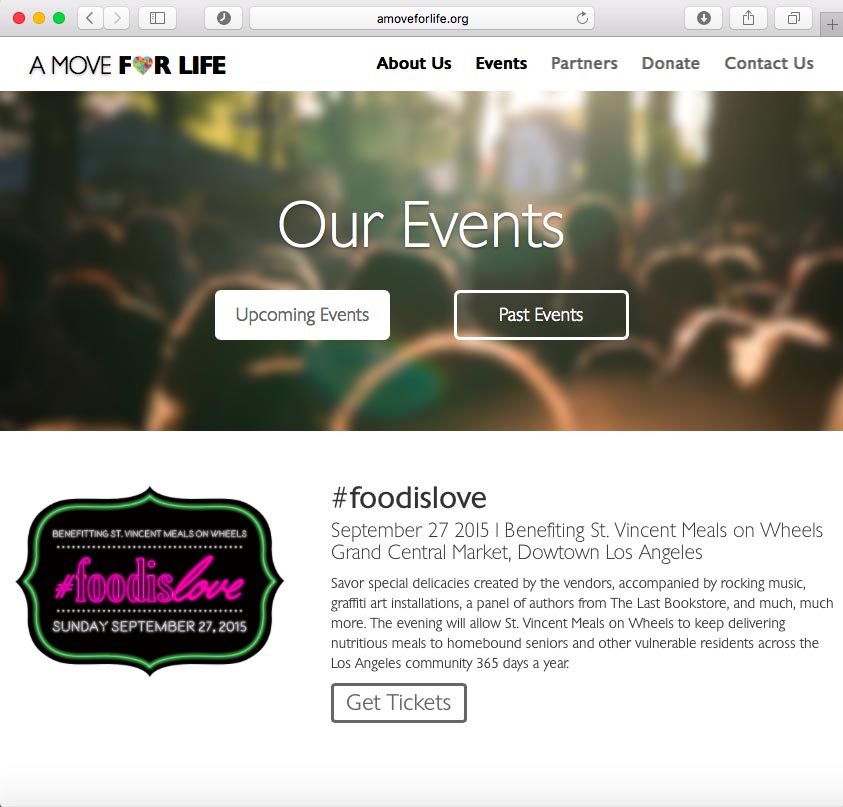 amoveforlife.org
A MOVE FOR LIFE
About Us Events Partners Donate Contact Us
Our Events
Upcoming Events Past Events
BENEFITTING ST. VINCENT MEALS ON WHEELS
#foodislove
SUNDAY SEPTEMBER 27, 2015
#foodislove
September 27 2015 | Benefiting St. Vincent Meals on Wheels
Grand Central Market, Dowtown Los Angeles
Savor special delicacies created by the vendors, accompanied by rocking music,
graffiti art installations, a panel of authors from The Last Bookstore, and much, much
more. The evening will allow St. Vincent Meals on Wheels to keep delivering
nutritious meals to homebound seniors and other vulnerable residents across the
Los Angeles community 365 days a year.
Get Tickets